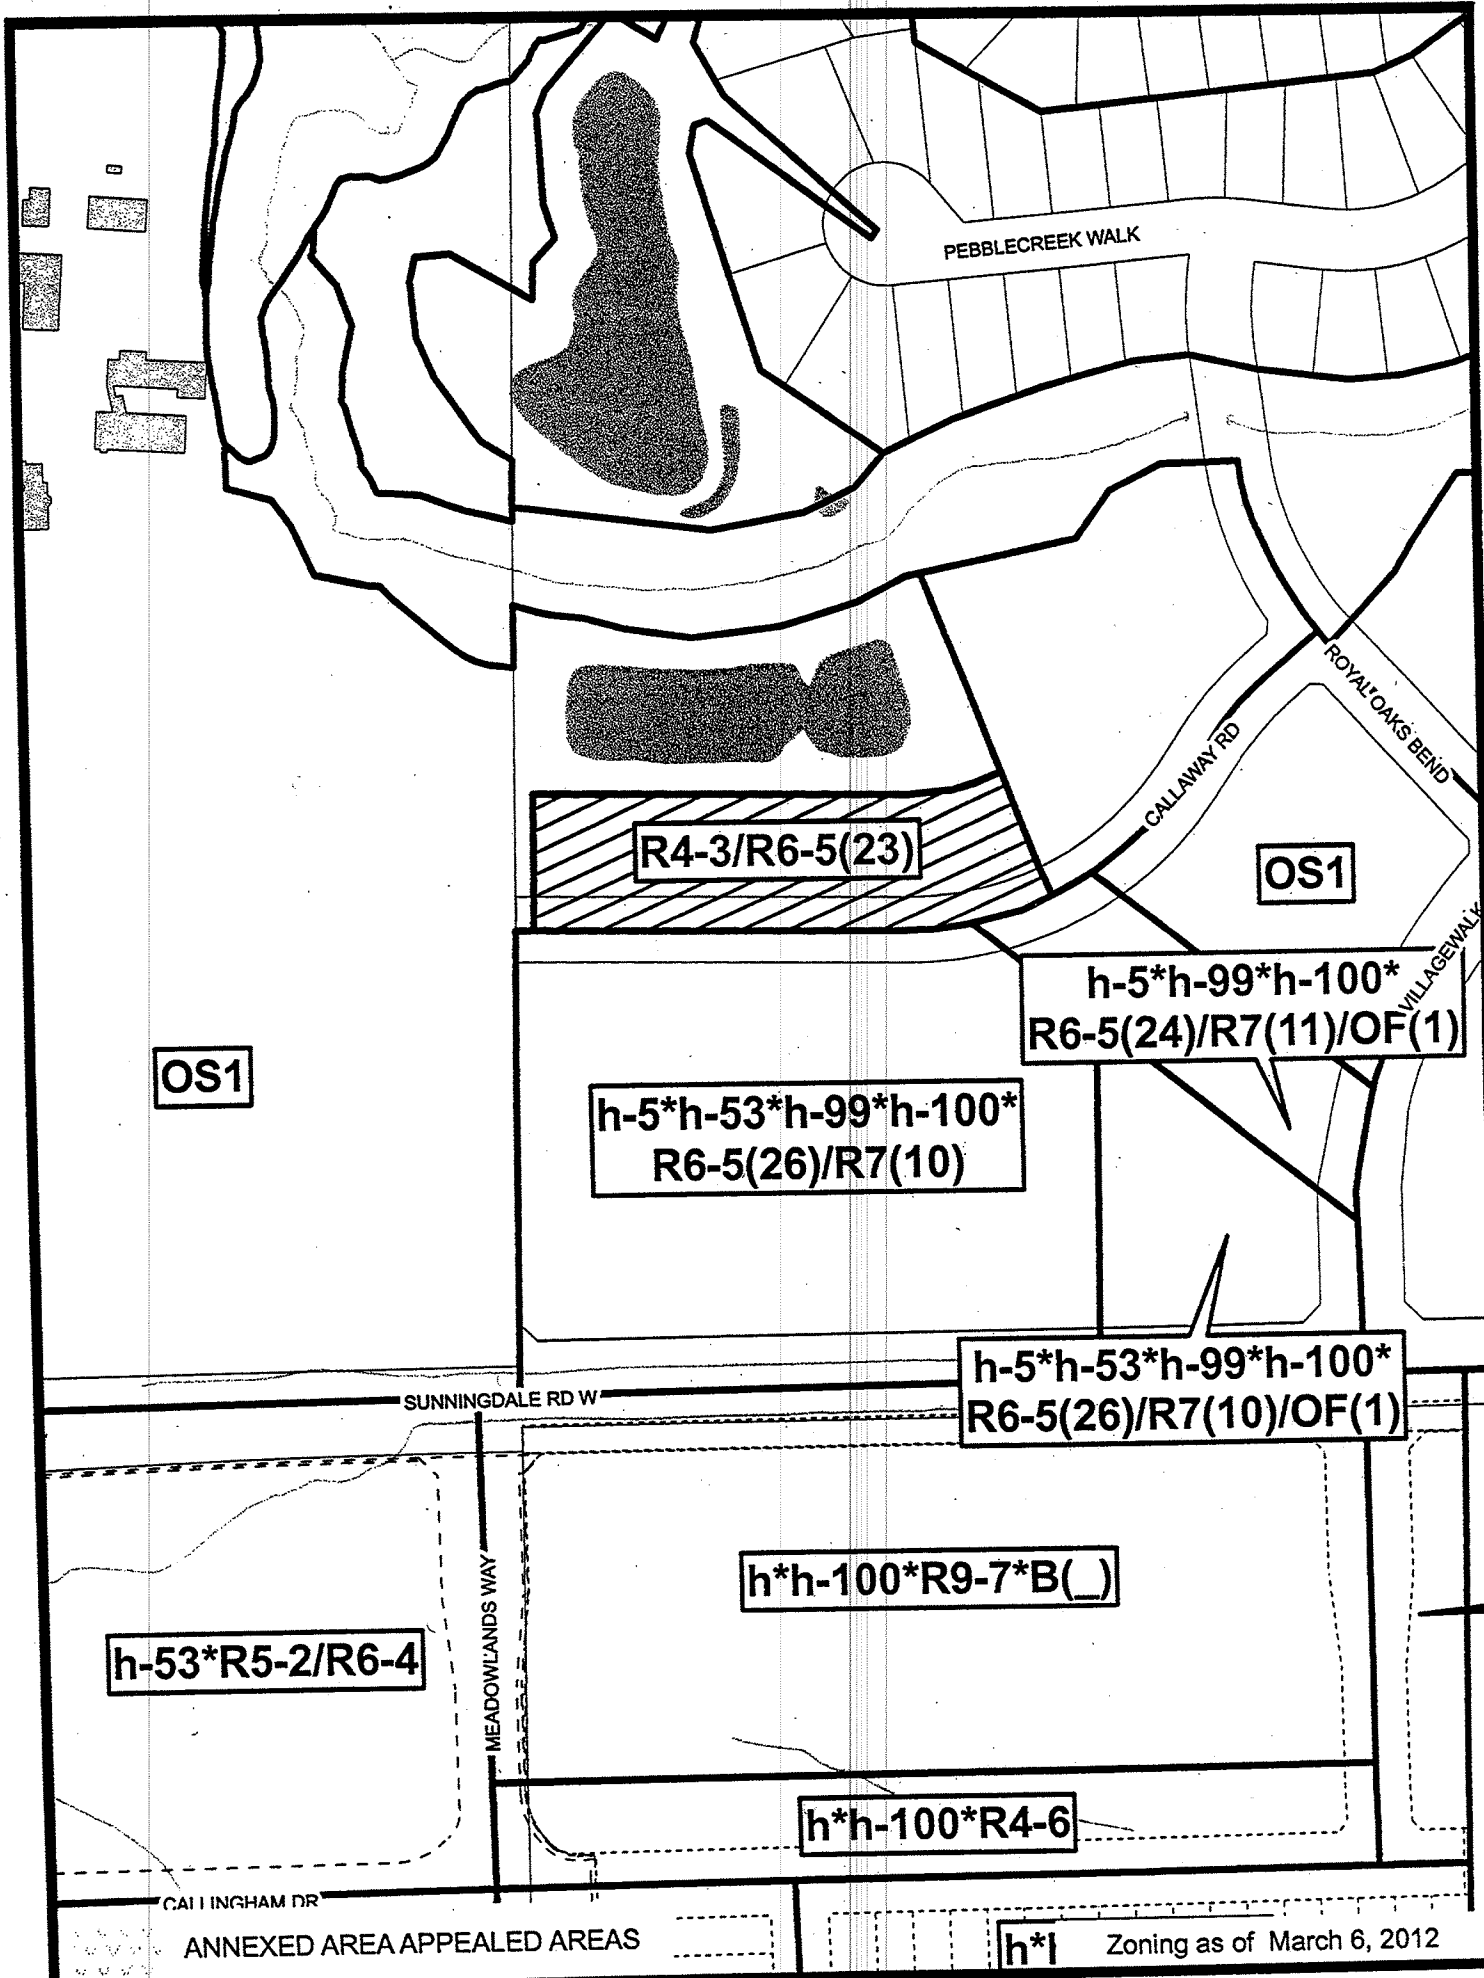 PEBBLECREEK WALK
ROYAL OAKS BEND
CALLAWAY RD
R4-3/R6-5(23)
OS1
VILLAGEWALK
h-5*h-99*h-100*
R6-5(24)/R7(11)/OF(1)
OS1
h-5*h-53*h-99*h-100*
R6-5(26)/R7(10)
h-5*h-53*h-99*h-100*
R6-5(26)/R7(10)/OF(1)
SUNNINGDALE RD W
MEADOWLANDS WAY
h*h-100*R9-7*B(_)
h-53*R5-2/R6-4
h*h-100*R4-6
CALLINGHAM DR
ANNEXED AREA APPEALED AREAS
Zoning as of March 6, 2012